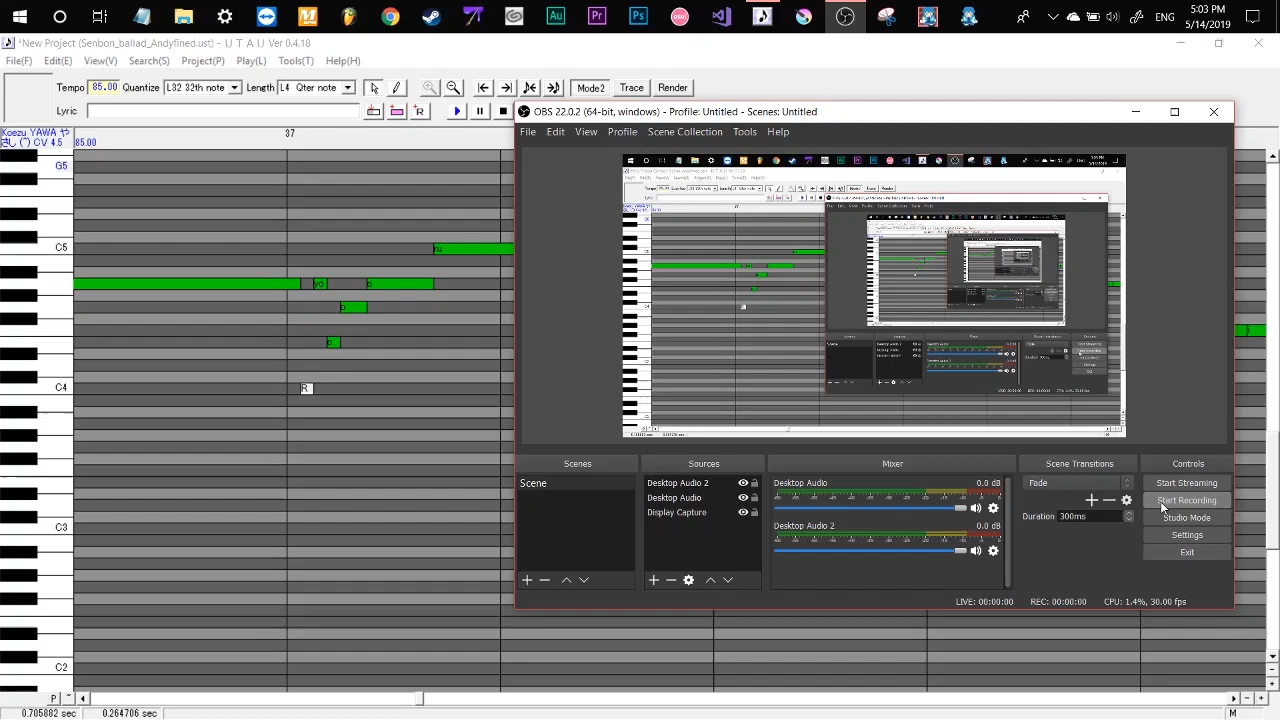 5:03 PM
ENG
5/14/2019
*New Project (Senbon_ballad_Andyfined.ust) - U T A U Ver 0.4.18
File(F) Edit(E) View(V) Search(S) Project(P) Play(L) Tools(T) Help(H)
Tempo 85.00 Quantize L32 32th note Length L4 Qter note Mode2 Trace Render
Lyric
R
Koezu YAWA や
CV 4.5
85.00
37
G5
C5
C4
C3
C2
ru
yo
o
o
o
R
OBS 22.0.2 (64-bit, windows) - Profile: Untitled - Scenes: Untitled
File Edit View Profile Scene Collection Tools Help
Scenes Sources Mixer Scene Transitions Controls
Scene
Desktop Audio 2
Desktop Audio
Display Capture
Desktop Audio 0.0 dB
Desktop Audio 2 0.0 dB
Fade
Duration 300ms
Start Streaming
Start Recording
Studio Mode
Settings
Exit
LIVE: 00:00:00 REC: 00:00:00 CPU: 1.4%, 30.00 fps
P
0.705882 sec 0.264706 sec M